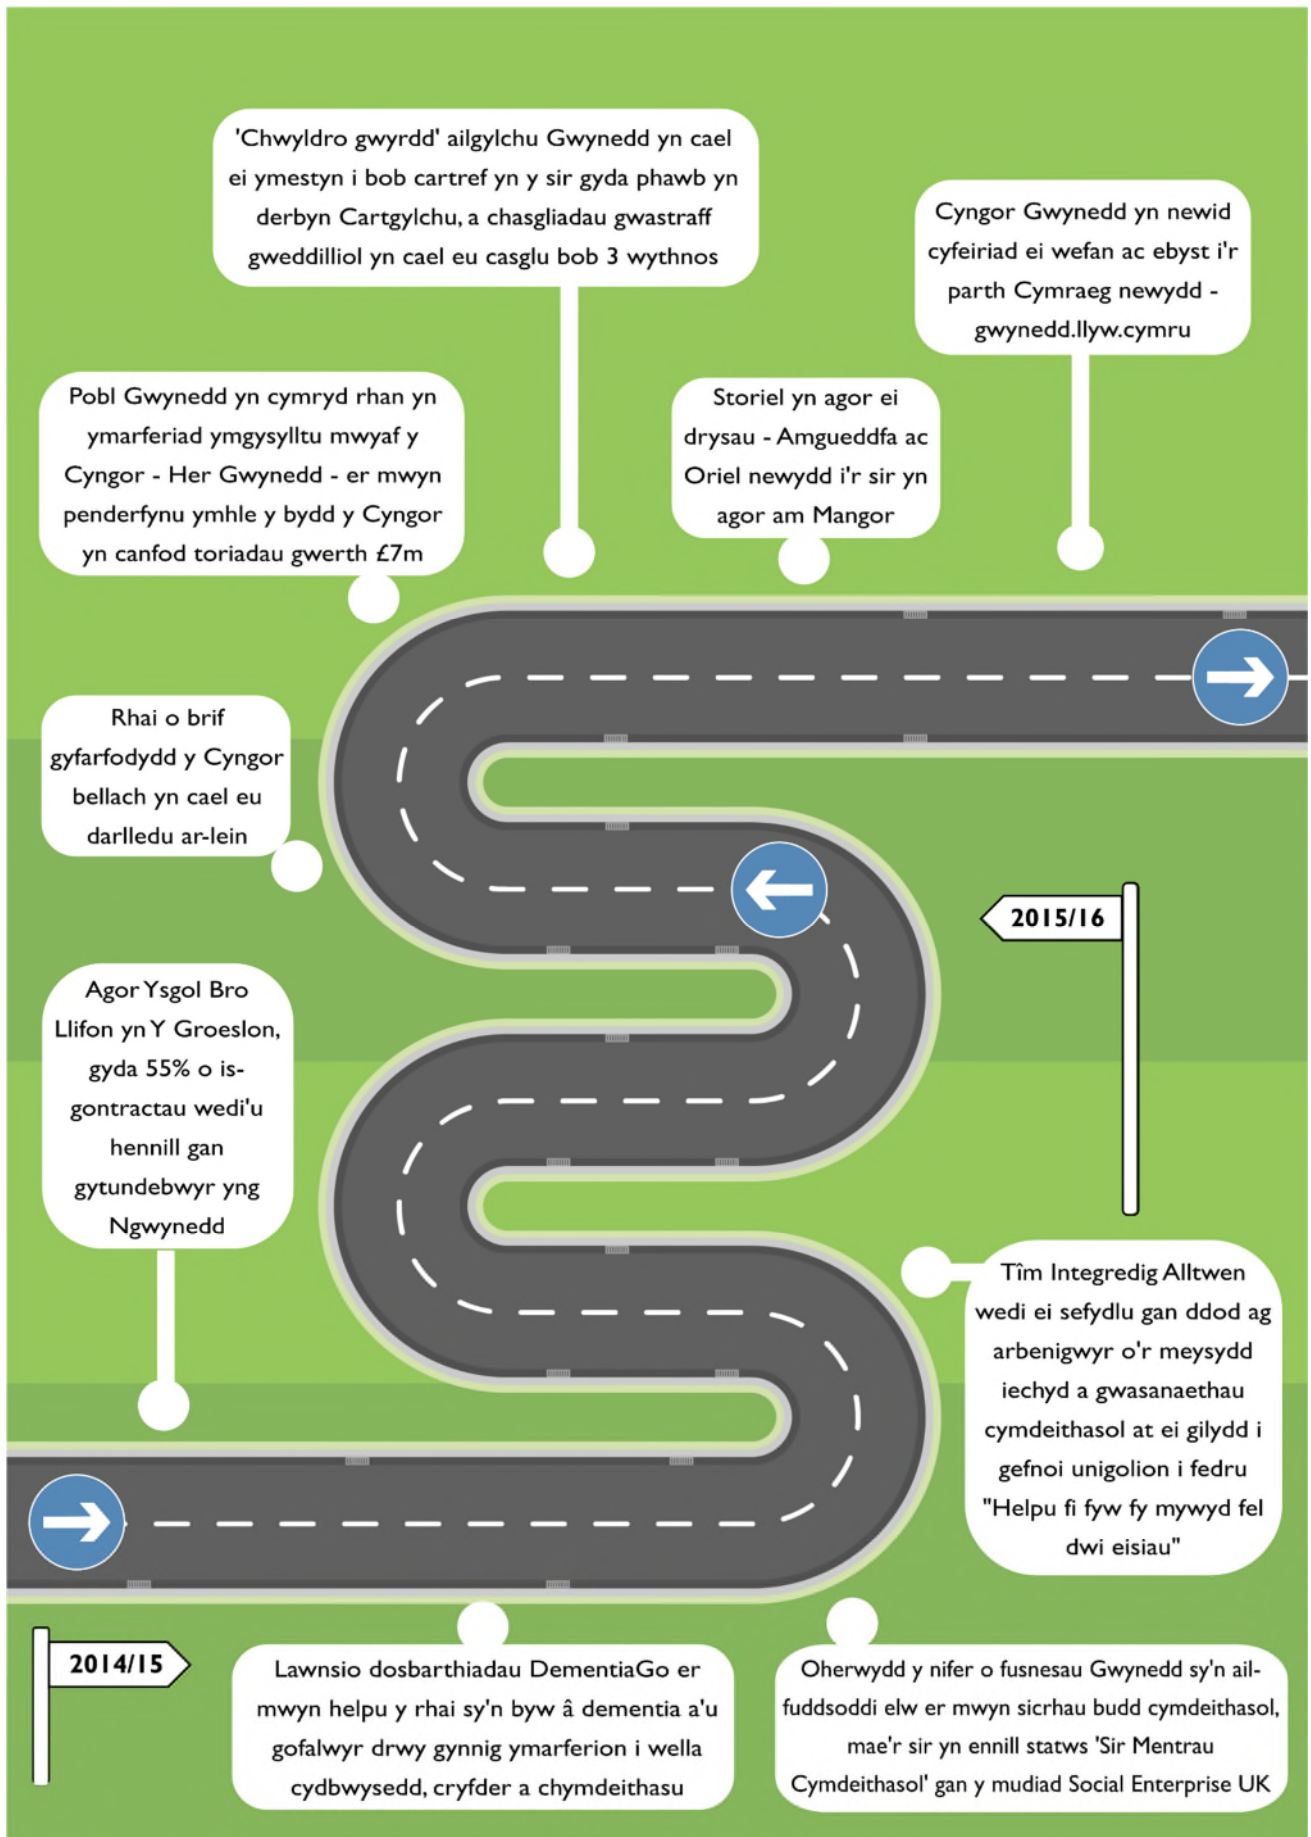 'Chwyldro gwyrdd' ailgylchu Gwynedd yn cael
ei ymestyn i bob cartref yn y sir gyda phawb yn
derbyn Cartgylchu, a chasgliadau gwastraff
gweddilliol yn cael eu casglu bob 3 wythnos
Cyngor Gwynedd yn newid
cyfeiriad ei wefan ac ebyst i'r
parth Cymraeg newydd -
gwynedd.llyw.cymru
Pobl Gwynedd yn cymryd rhan yn
ymarferiad ymgysylltu mwyaf y
Cyngor - Her Gwynedd - er mwyn
penderfynu ymhle y bydd y Cyngor
yn canfod toriadau gwerth £7m
Storiel yn agor ei
drysau - Amgueddfa ac
Oriel newydd i'r sir yn
agor am Mangor
Rhai o brif
gyfarfodydd y Cyngor
bellach yn cael eu
darlledu ar-lein
2015/16
Agor Ysgol Bro
Llifon yn Y Groeslon,
gyda 55% o is-
gontractau wedi'u
hennill gan
gytundebwyr yng
Ngwynedd
Tîm Integredig Alltwen
wedi ei sefydlu gan ddod ag
arbenigwyr o'r meysydd
iechyd a gwasanaethau
cymdeithasol at ei gilydd i
gefnoi unigolion i fedru
"Helpu fi fyw fy mywyd fel
dwi eisiau"
2014/15
Lawnsio dosbarthiadau DementiaGo er
mwyn helpu y rhai sy'n byw â dementia a'u
gofalwyr drwy gynnig ymarferion i wella
cydbwysedd, cryfder a chymdeithasu
Oherwydd y nifer o fusnesau Gwynedd sy'n ail-
fuddsoddi elw er mwyn sicrhau budd cymdeithasol,
mae'r sir yn ennill statws 'Sir Mentrau
Cymdeithasol' gan y mudiad Social Enterprise UK